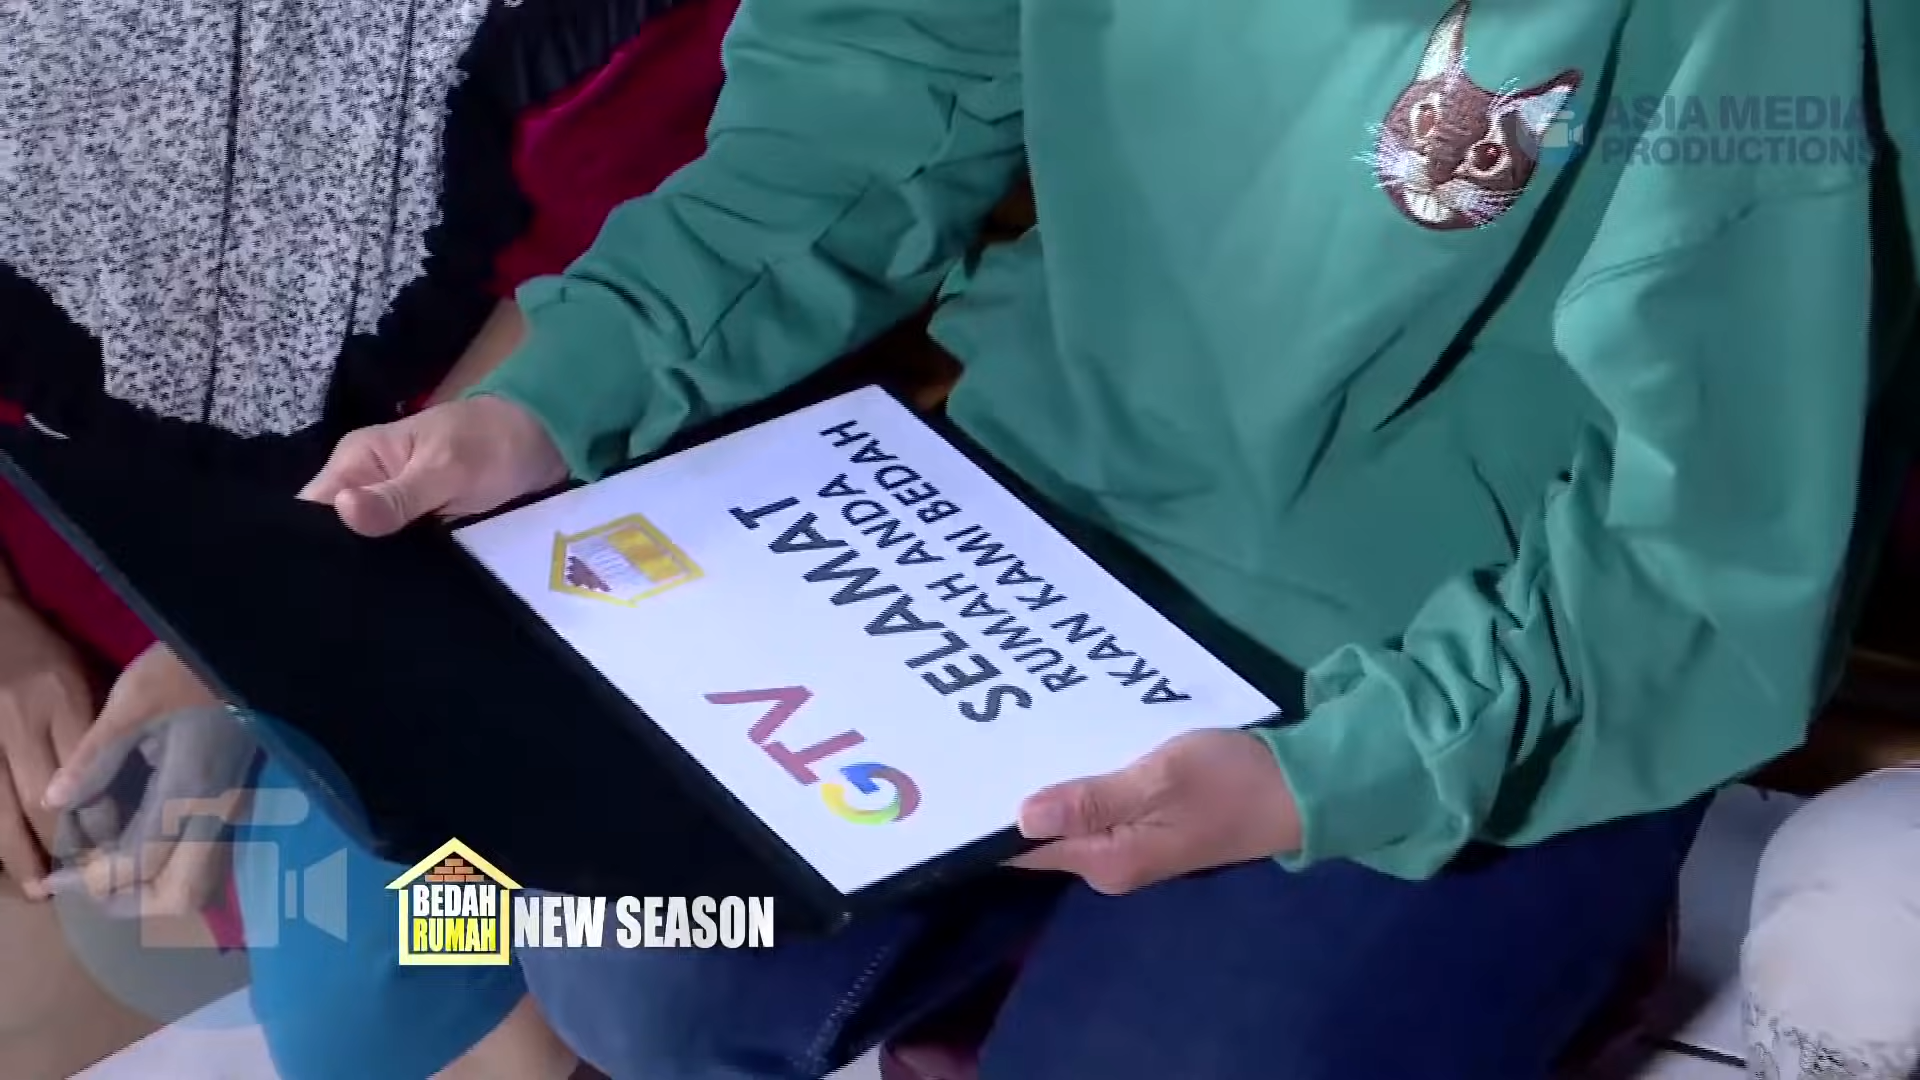 ASIA MEDIA
PRODUCTIONS
GTV
SELAMAT
RUMAH ANDA
AKAN KAMI BEDAH
BEDAH
RUMAH
NEW SEASON